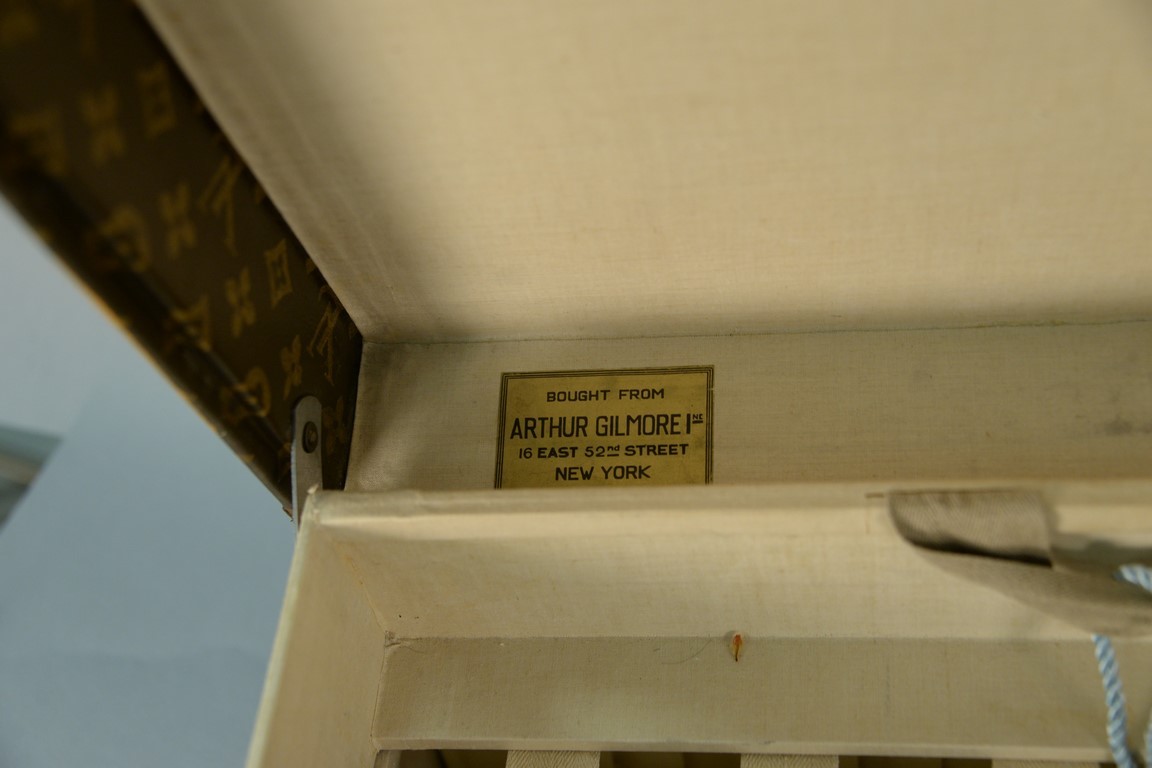 BOUGHT FROM
ARTHUR GILMORE INC
16 EAST 52nd STREET
NEW YORK